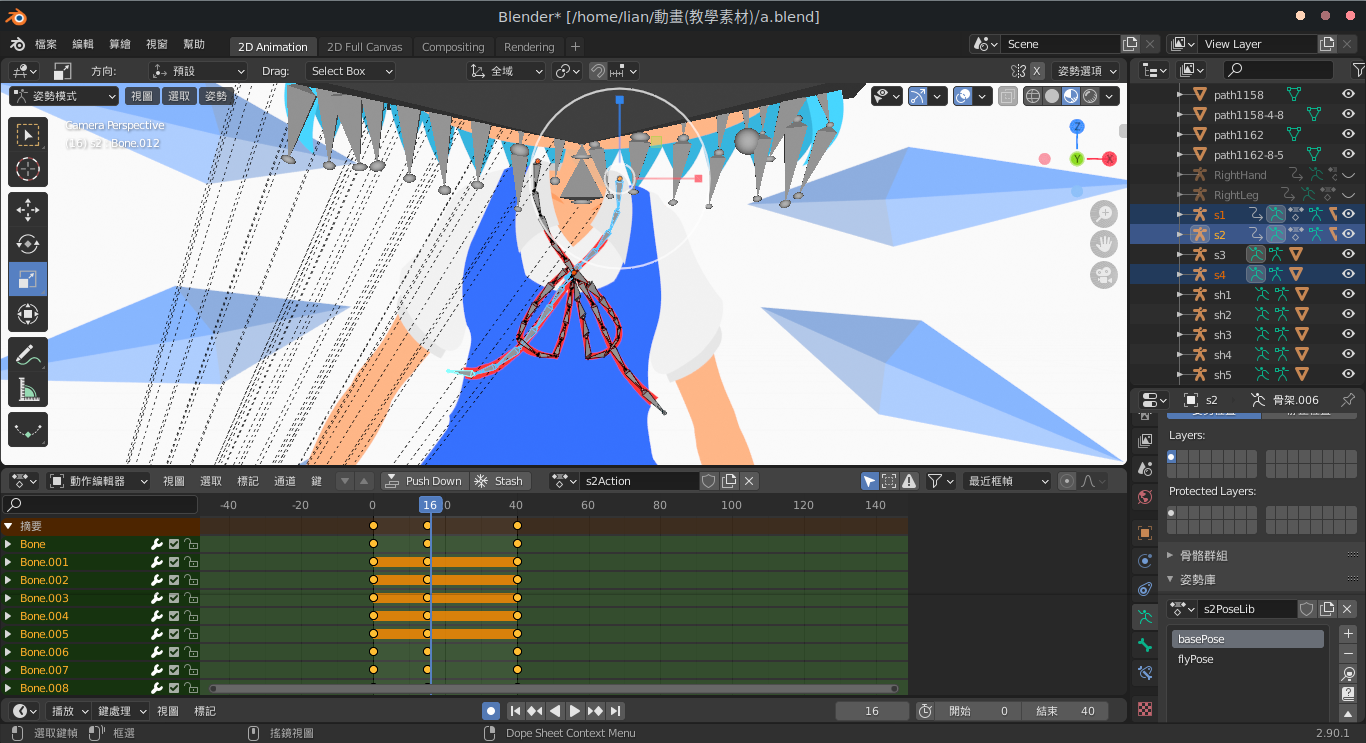 Blender* [/home/lian/動畫(教學素材)/a.blend]
檔案 編輯 算繪 視窗 幫助 2D Animation 2D Full Canvas Compositing Rendering + Scene View Layer
方向: 預設 Drag: Select Box 全域 X 姿勢選項
姿勢模式 視圖 選取 姿勢
Camera Perspective
(16) s2 : Bone.012
Z
Y
X
path1158
path1158-4-8
path1162
path1162-8-5
RightHand
RightLeg
s1
s2
s3
s4
sh1
sh2
sh3
sh4
sh5
s2 骨架.006
Layers:
Protected Layers:
骨骼群組
姿勢庫
s2PoseLib
basePose
flyPose
動作編輯器 視圖 選取 標記 通道 鍵 Push Down Stash s2Action 最近框幀
-40 -20 0 16 20 40 60 80 100 120 140
摘要
Bone
Bone.001
Bone.002
Bone.003
Bone.004
Bone.005
Bone.006
Bone.007
Bone.008
播放 鍵處理 視圖 標記 16 開始 0 結束 40
選取鍵幀 框選 搖鏡視圖 Dope Sheet Context Menu 2.90.1